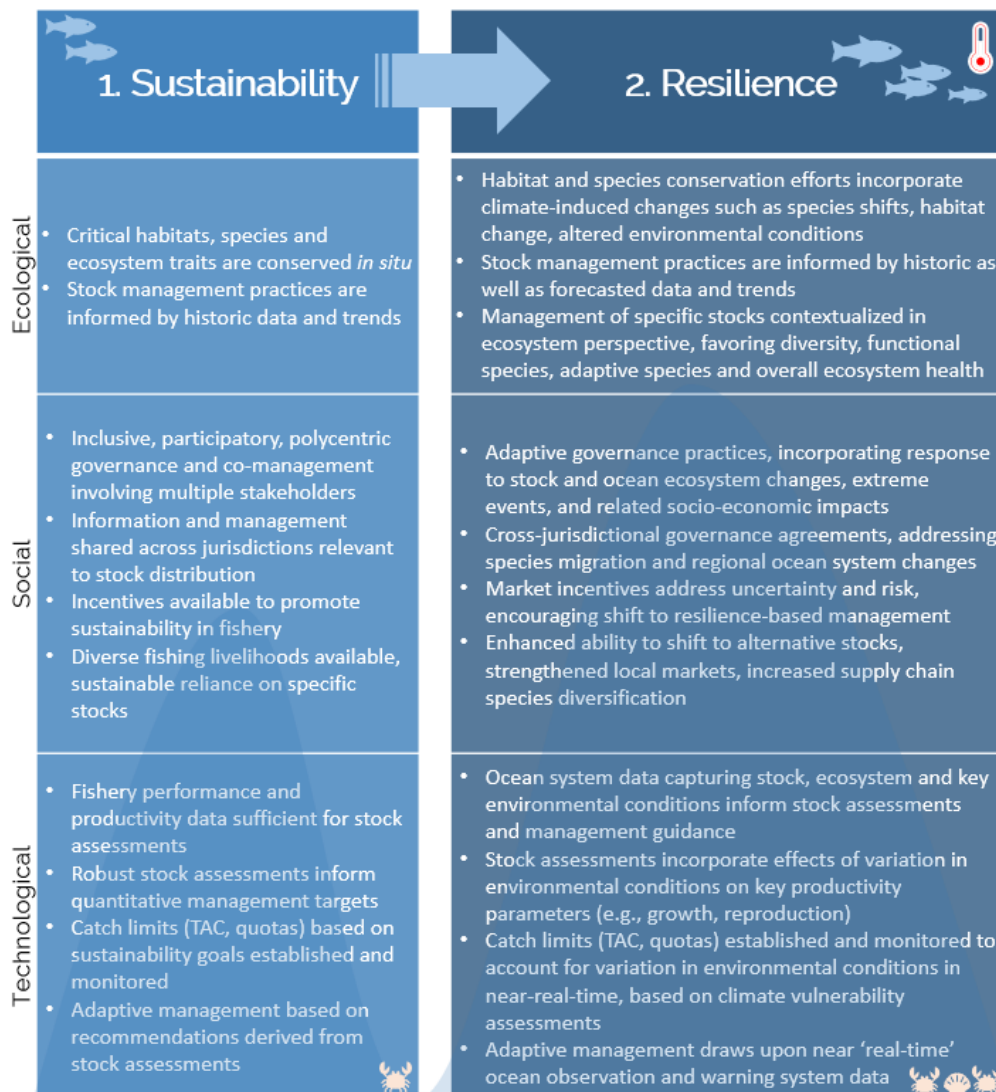 1. Sustainability
2. Resilience
Ecological
• Critical habitats, species and
ecosystem traits are conserved in situ
• Stock management practices are
informed by historic data and trends
• Habitat and species conservation efforts incorporate
climate-induced changes such as species shifts, habitat
change, altered environmental conditions
• Stock management practices are informed by historic as
well as forecasted data and trends
• Management of specific stocks contextualized in
ecosystem perspective, favoring diversity, functional
species, adaptive species and overall ecosystem health
Social
• Inclusive, participatory, polycentric
governance and co-management
involving multiple stakeholders
• Information and management
shared across jurisdictions relevant
to stock distribution
• Incentives available to promote
sustainability in fishery
• Diverse fishing livelihoods available,
sustainable reliance on specific
stocks
• Adaptive governance practices, incorporating response
to stock and ocean ecosystem changes, extreme
events, and related socio-economic impacts
• Cross-jurisdictional governance agreements, addressing
species migration and regional ocean system changes
• Market incentives address uncertainty and risk,
encouraging shift to resilience-based management
• Enhanced ability to shift to alternative stocks,
strengthened local markets, increased supply chain
species diversification
Technological
• Fishery performance and
productivity data sufficient for stock
assessments
• Robust stock assessments inform
quantitative management targets
• Catch limits (TAC, quotas) based on
sustainability goals established and
monitored
• Adaptive management based on
recommendations derived from
stock assessments
• Ocean system data capturing stock, ecosystem and key
environmental conditions inform stock assessments
and management guidance
• Stock assessments incorporate effects of variation in
environmental conditions on key productivity
parameters (e.g., growth, reproduction)
• Catch limits (TAC, quotas) established and monitored to
account for variation in environmental conditions in
near-real-time, based on climate vulnerability
assessments
• Adaptive management draws upon near ‘real-time’
ocean observation and warning system data